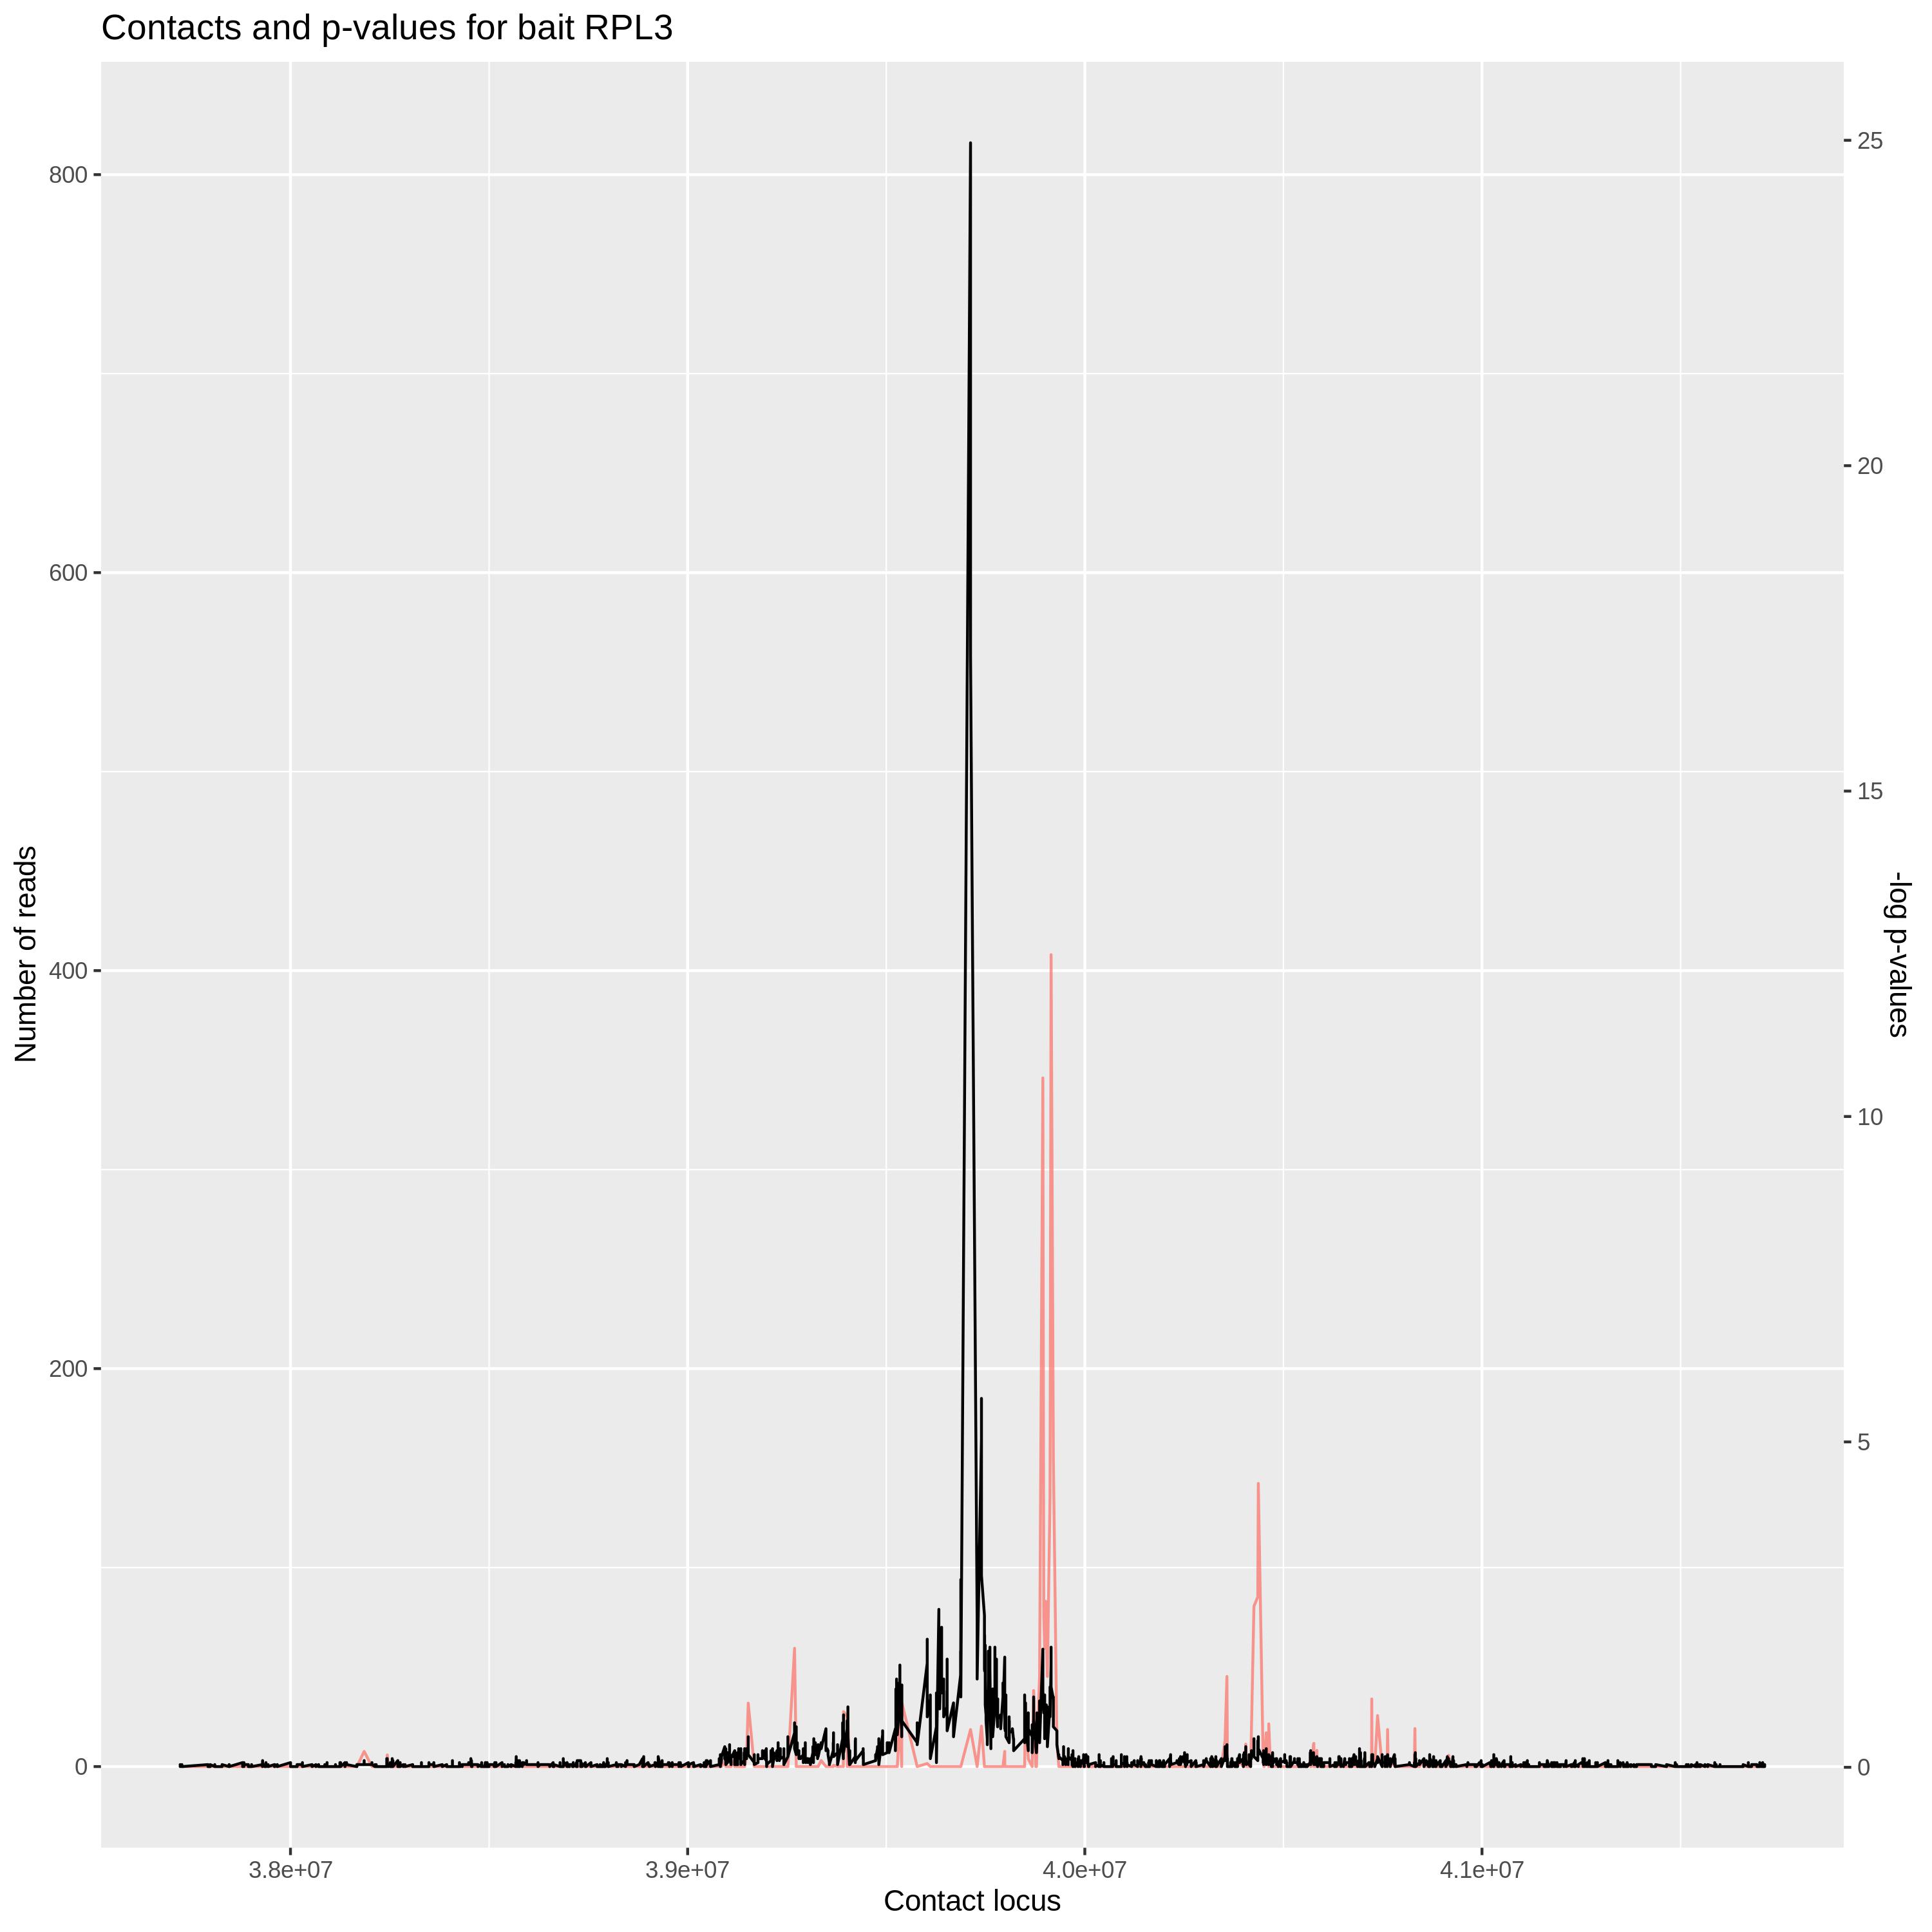 Contacts and p-values for bait RPL3
800
600
400
200
0
Number of reads
25
20
15
10
5
0
-log p-values
3.8e+07
3.9e+07
4.0e+07
4.1e+07
Contact locus